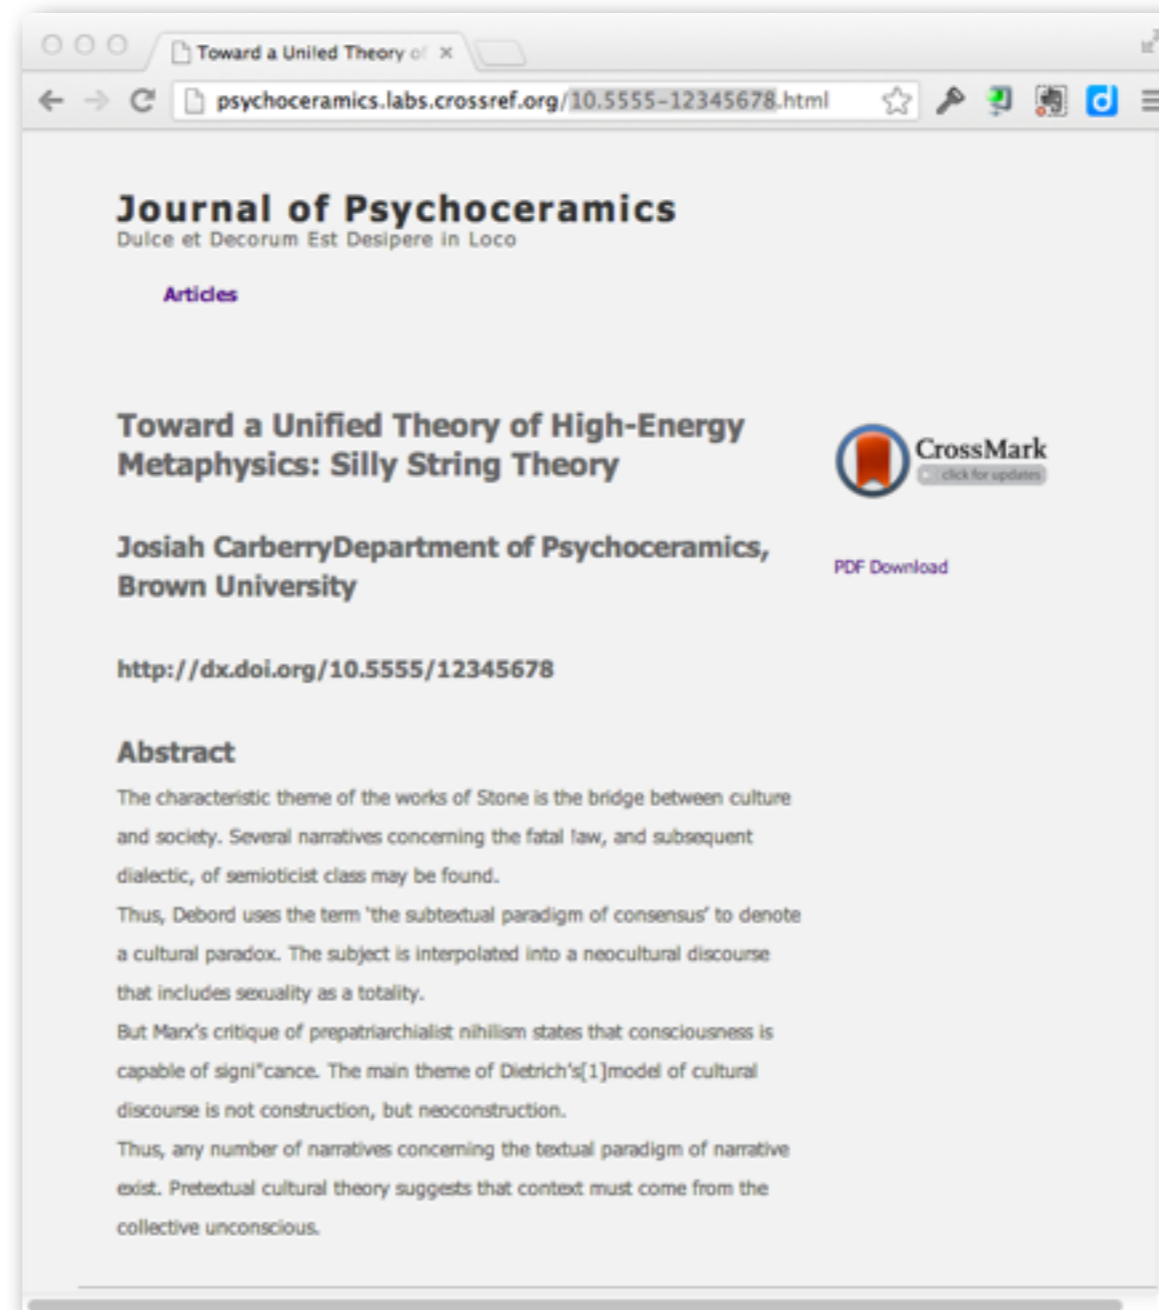 Toward a Uniled Theory of
psychoceramics.labs.crossref.org/10.5555-12345678.html
Journal of Psychoceramics
Dulce et Decorum Est Desipere in Loco
Articles
Toward a Unified Theory of High-Energy
Metaphysics: Silly String Theory
CrossMark
click for updates
Josiah CarberryDepartment of Psychoceramics,
Brown University
PDF Download
http://dx.doi.org/10.5555/12345678
Abstract
The characteristic theme of the works of Stone is the bridge between culture
and society. Several narratives concerning the fatal !aw, and subsequent
dialectic, of semioticist class may be found.
Thus, Debord uses the term 'the subtextual paradigm of consensus' to denote
a cultural paradox. The subject is interpolated into a neocultural discourse
that includes sexuality as a totality.
But Marx's critique of prepatriarchialist nihilism states that consciousness is
capable of signi"cance. The main theme of Dietrich's[1]model of cultural
discourse is not construction, but neoconstruction.
Thus, any number of narratives concerning the textual paradigm of narrative
exist. Pretextual cultural theory suggests that context must come from the
collective unconscious.